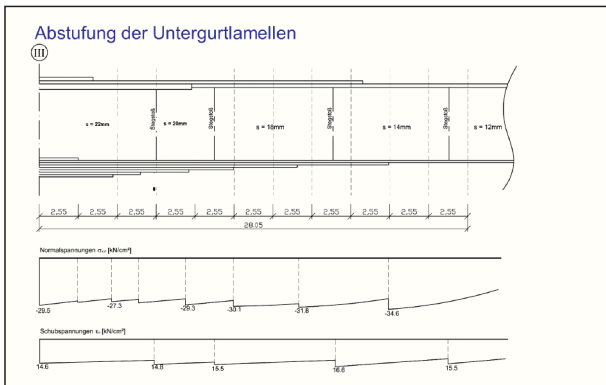 Abstufung der Untergurtlamellen
III
Stegstoß Stegstoß Stegstoß Stegstoß
s = 22mm s = 20mm s = 16mm s = 14mm s = 12mm
2,55 2,55 2,55 2,55 2,55 2,55 2,55 2,55 2,55 2,55 2,55
28,05
Normalspannungen [kN/cm²]
-29.5 -27.3 -29.3 -30.1 -31.8 -34.6
Schubspannungen [kN/cm²]
14.6 14.8 15.5 16.6 15.5